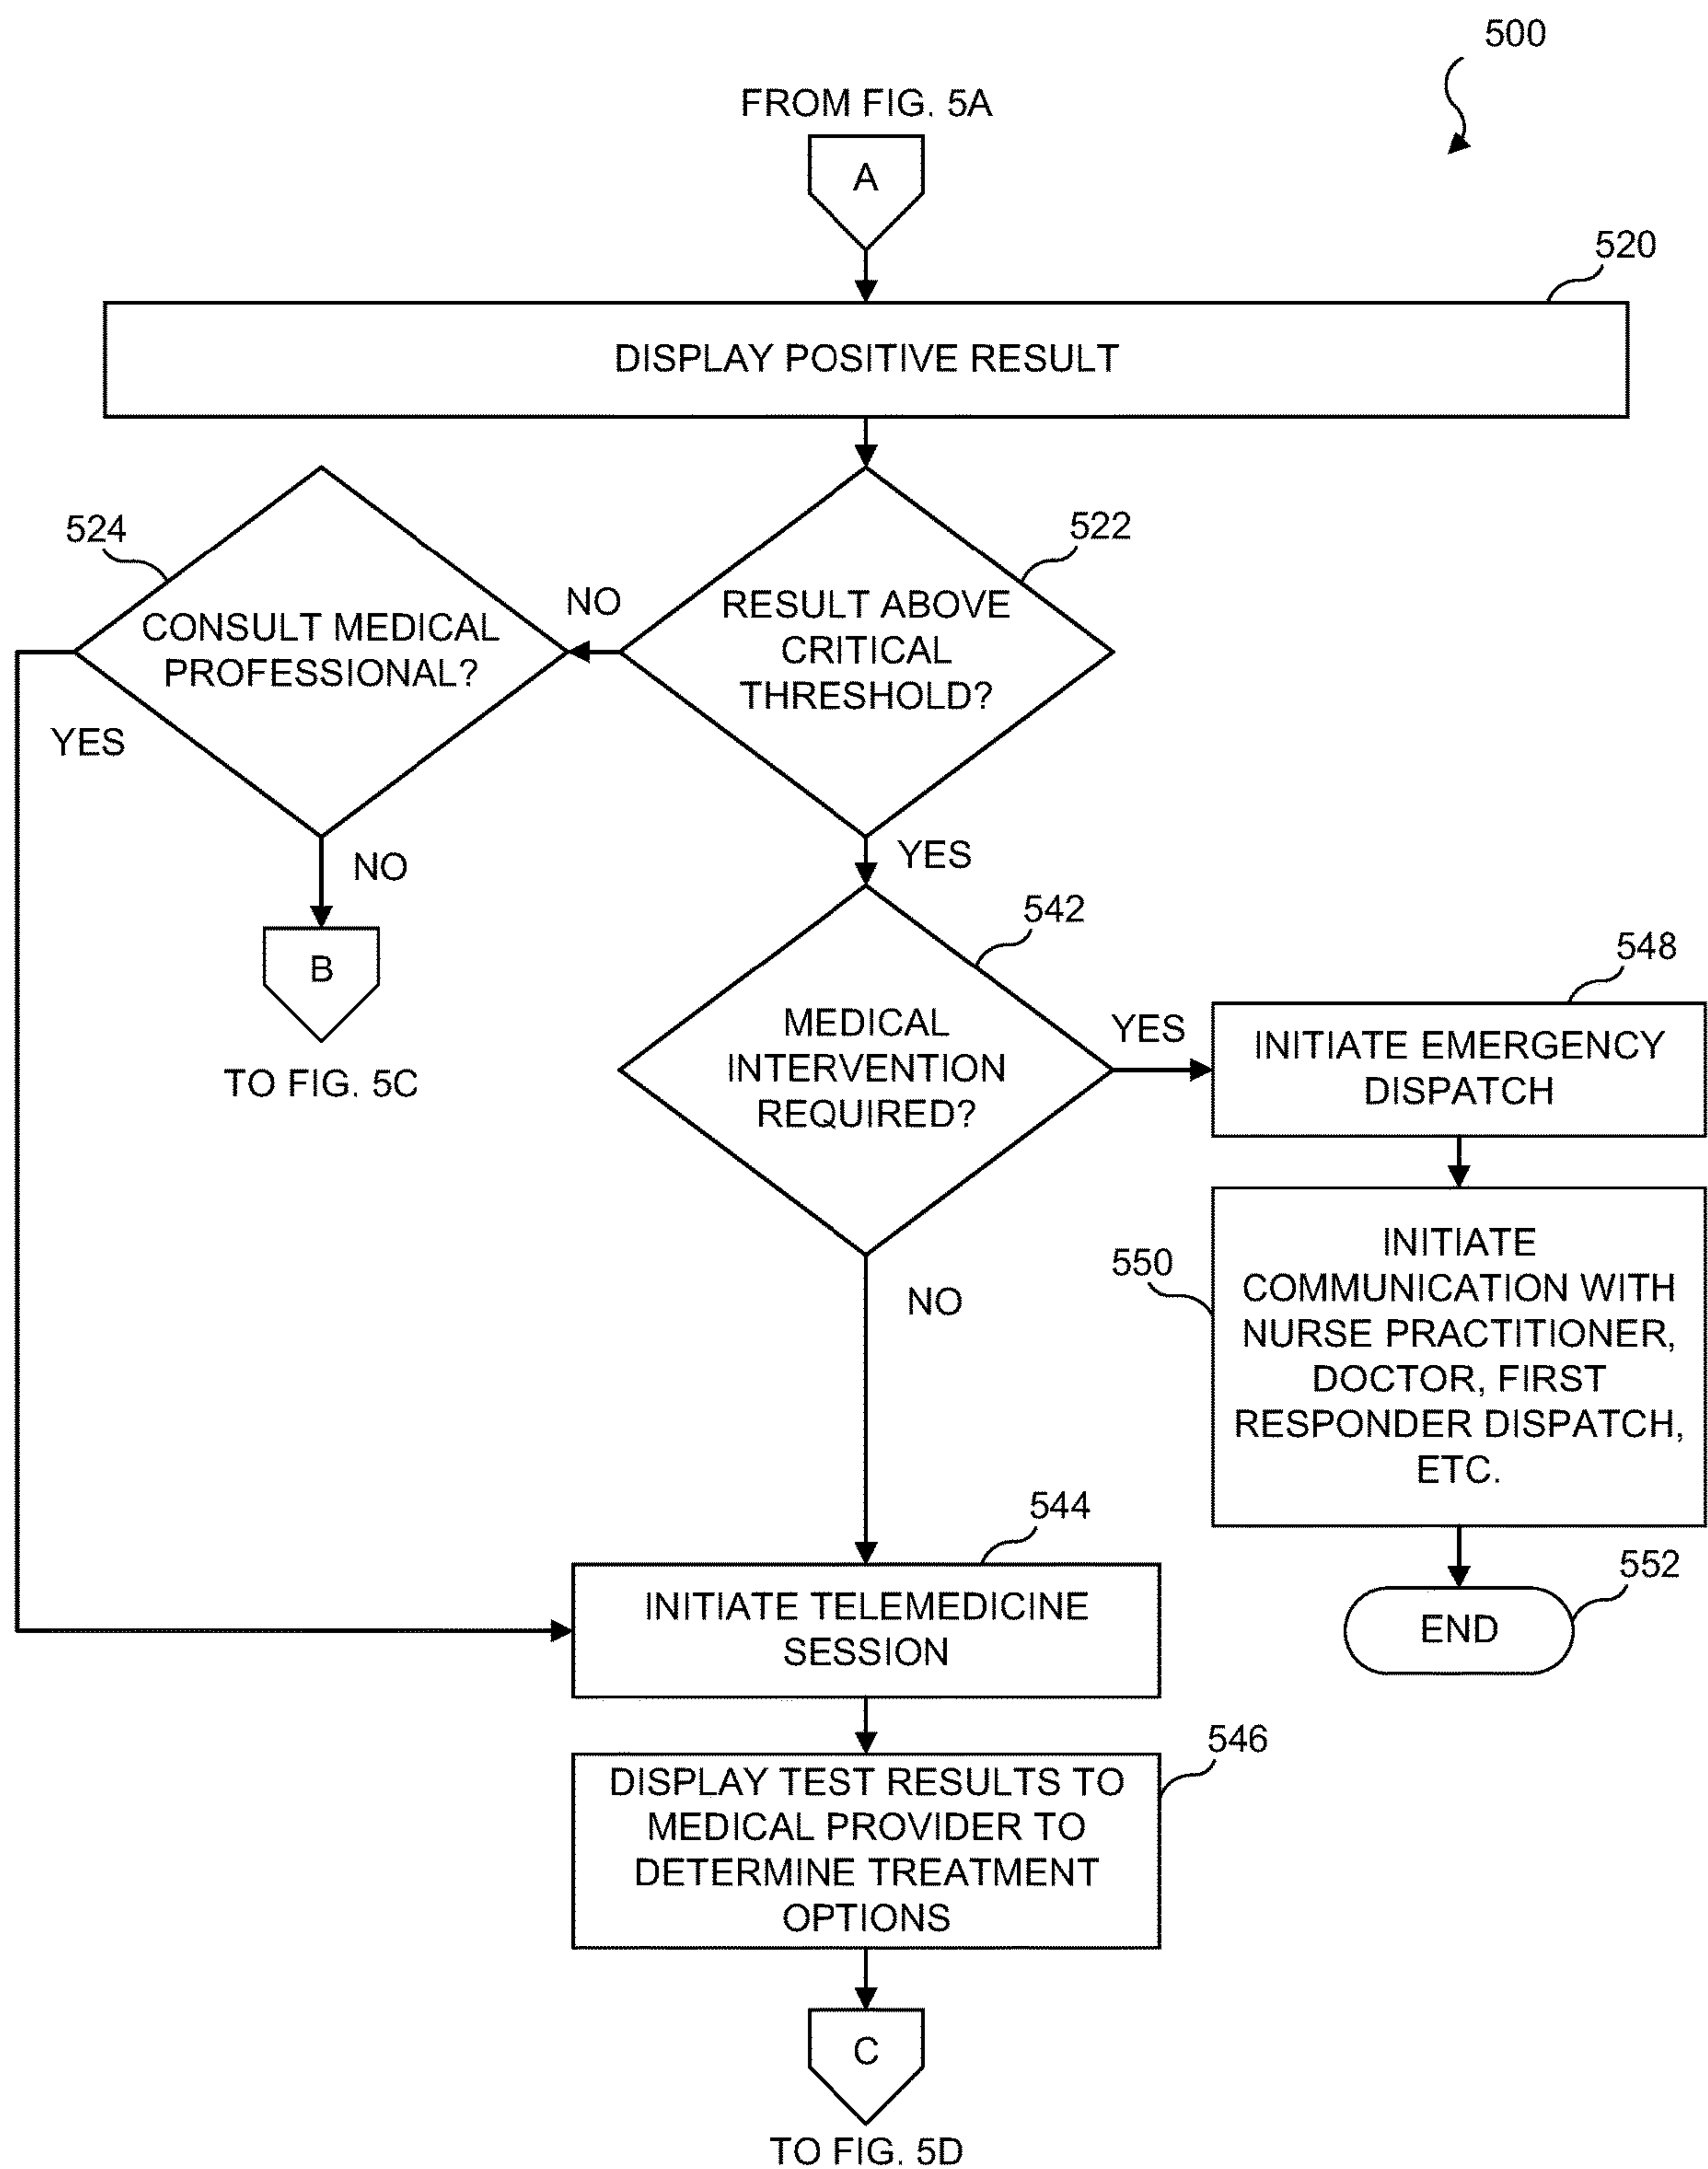 500
FROM FIG. 5A
A
520
DISPLAY POSITIVE RESULT
524
522
CONSULT MEDICAL
PROFESSIONAL?
NO
RESULT ABOVE
CRITICAL
THRESHOLD?
YES
NO
YES
B
TO FIG. 5C
542
MEDICAL
INTERVENTION
REQUIRED?
YES
548
INITIATE EMERGENCY
DISPATCH
NO
550
INITIATE
COMMUNICATION WITH
NURSE PRACTITIONER,
DOCTOR, FIRST
RESPONDER DISPATCH,
ETC.
552
END
544
INITIATE TELEMEDICINE
SESSION
546
DISPLAY TEST RESULTS TO
MEDICAL PROVIDER TO
DETERMINE TREATMENT
OPTIONS
C
TO FIG. 5D